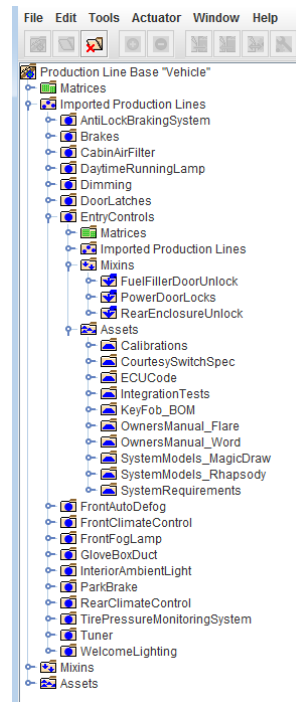 File Edit Tools Actuator Window Help
Production Line Base "Vehicle"
Matrices
Imported Production Lines
AntiLockBrakingSystem
Brakes
CabinAirFilter
DaytimeRunningLamp
Dimming
DoorLatches
EntryControls
Matrices
Imported Production Lines
Mixins
FuelFillerDoorUnlock
PowerDoorLocks
RearEnclosureUnlock
Assets
Calibrations
CourtesySwitchSpec
ECUCode
IntegrationTests
KeyFob_BOM
OwnersManual_Flare
OwnersManual_Word
SystemModels_MagicDraw
SystemModels_Rhapsody
SystemRequirements
FrontAutoDefog
FrontClimateControl
FrontFogLamp
GloveBoxDuct
InteriorAmbientLight
ParkBrake
RearClimateControl
TirePressureMonitoringSystem
Tuner
WelcomeLighting
Mixins
Assets